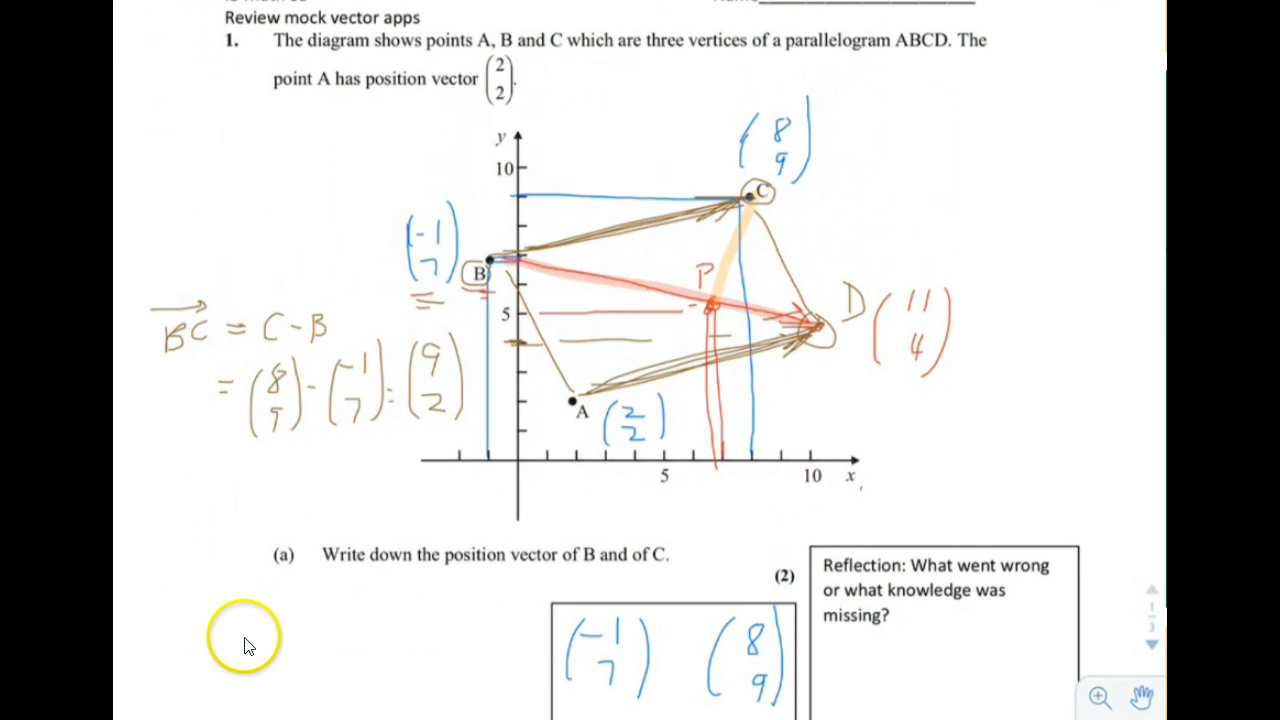 Review mock vector apps
1. The diagram shows points A, B and C which are three vertices of a parallelogram ABCD. The
point A has position vector (2 2).
(8 9)
y
10
C
(-1 7)
B
P
D (11 4)
5
BC = C - B
= (8 9) - (-1 7) = (9 2)
A (2 2)
5 10 x
(a) Write down the position vector of B and of C.
(2)
(-1 7) (8 9)
Reflection: What went wrong
or what knowledge was
missing?
1
3